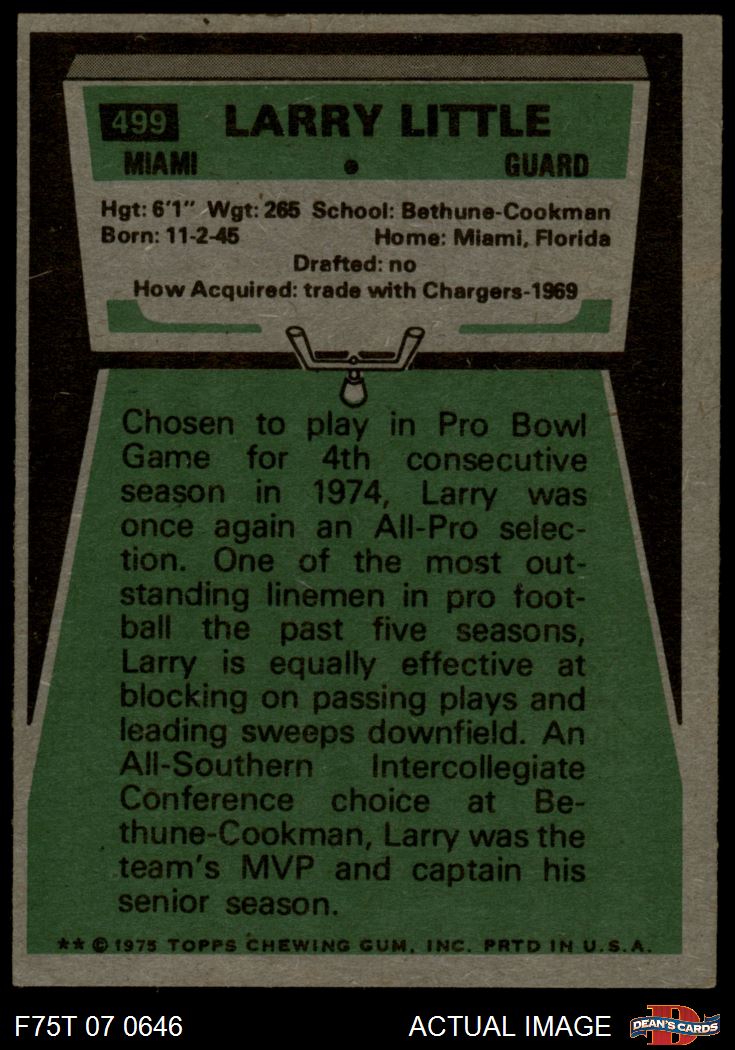 499 LARRY LITTLE
MIAMI • GUARD
Hgt: 6'1" Wgt: 265 School: Bethune-Cookman
Born: 11-2-45 Home: Miami, Florida
Drafted: no
How Acquired: trade with Chargers-1969
Chosen to play in Pro Bowl
Game for 4th consecutive
season in 1974, Larry was
once again an All-Pro selec-
tion. One of the most out-
standing linemen in pro foot-
ball the past five seasons,
Larry is equally effective at
blocking on passing plays and
leading sweeps downfield. An
All-Southern Intercollegiate
Conference choice at Be-
thune-Cookman, Larry was the
team's MVP and captain his
senior season.
** © 1975 TOPPS CHEWING GUM, INC. PRTD IN U.S.A.
F75T 07 0646 ACTUAL IMAGE DEAN'S CARDS